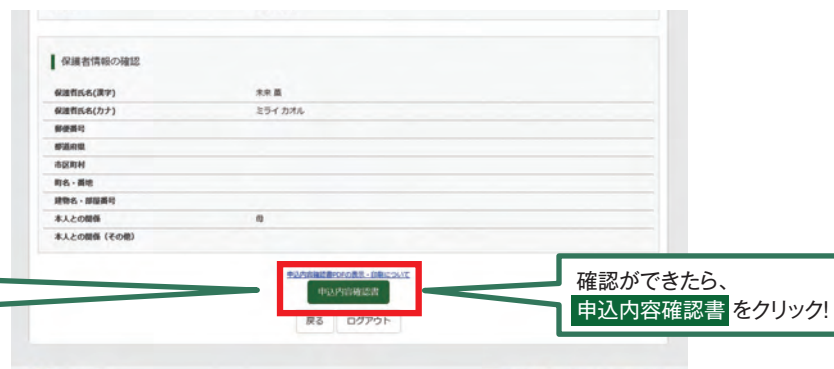 保護者情報の確認
保護者氏名(漢字) 未来 薫
保護者氏名(カナ) ミライ カオル
郵便番号
都道府県
市区町村
町名・番地
建物名・部屋番号
本人との関係 母
本人との関係（その他）
申込内容確認書PDFの表示・印刷について
申込内容確認書
戻る ログアウト
確認ができたら、
申込内容確認書 をクリック!